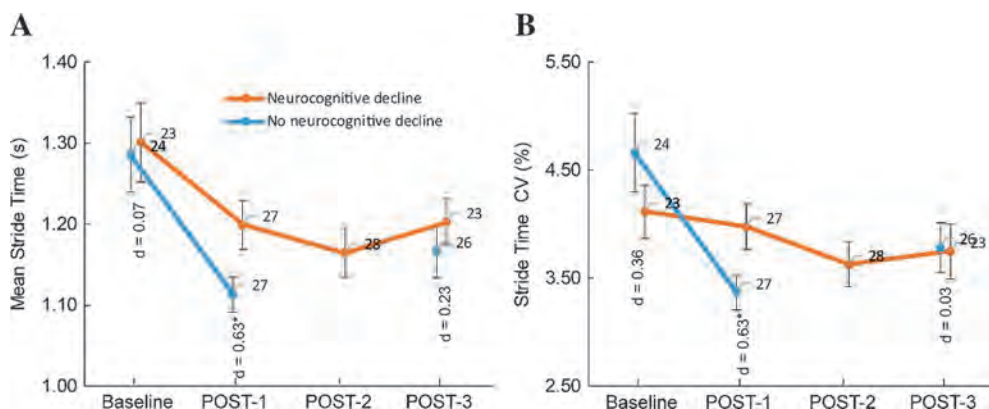 A
B
1.40
1.30
1.20
1.10
1.00
Mean Stride Time (s)
Neurocognitive decline
No neurocognitive decline
23
24
27
28
23
26
27
d = 0.07
d = 0.63*
d = 0.23
Baseline POST-1 POST-2 POST-3
5.50
4.50
3.50
2.50
Stride Time CV (%)
24
23
27
28
26
23
27
d = 0.36
d = 0.63*
d = 0.03
Baseline POST-1 POST-2 POST-3